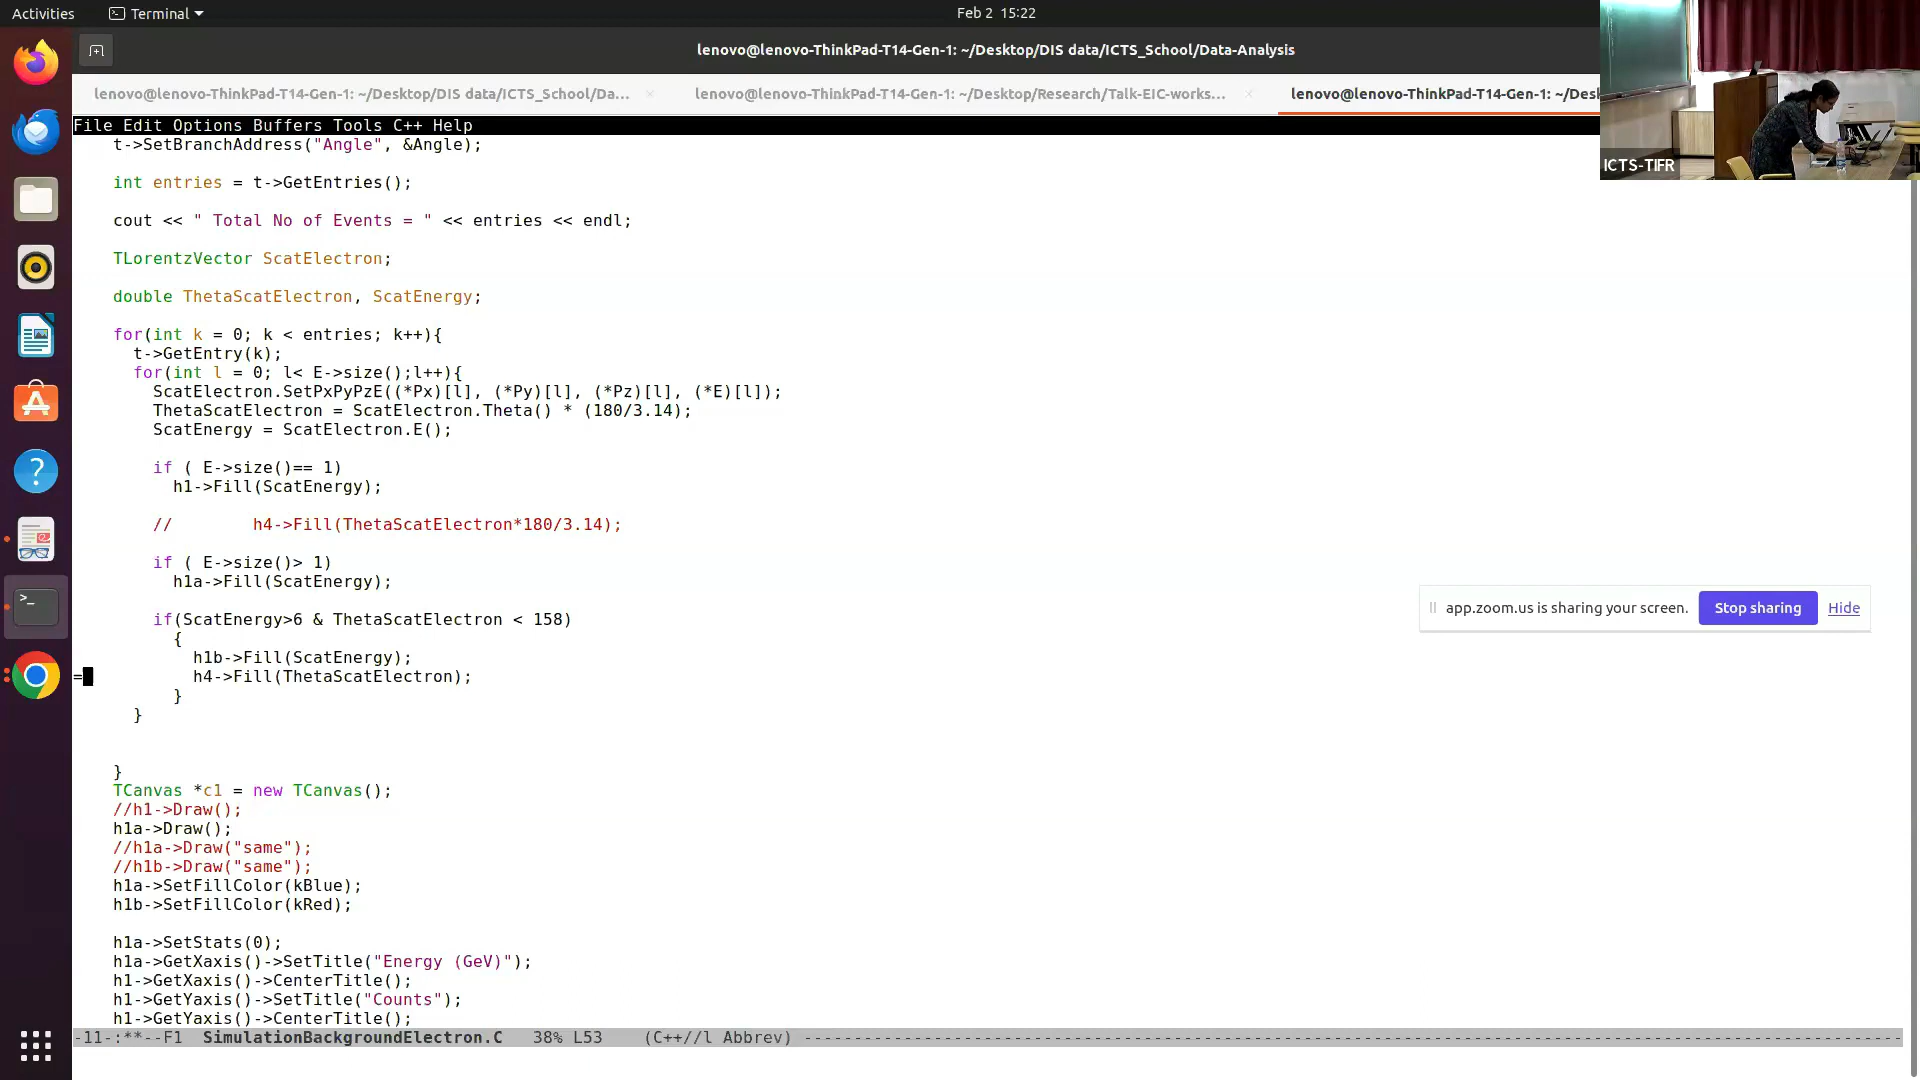 Activities
Terminal
Feb 2 15:22
lenovo@lenovo-ThinkPad-T14-Gen-1: ~/Desktop/DIS data/ICTS_School/Data-Analysis
lenovo@lenovo-ThinkPad-T14-Gen-1: ~/Desktop/DIS data/ICTS_School/Da...
lenovo@lenovo-ThinkPad-T14-Gen-1: ~/Desktop/Research/Talk-EIC-works...
lenovo@lenovo-ThinkPad-T14-Gen-1: ~/Des
ICTS-TIFR
File Edit Options Buffers Tools C++ Help
t->SetBranchAddress("Angle", &Angle);
int entries = t->GetEntries();
cout << " Total No of Events = " << entries << endl;
TLorentzVector ScatElectron;
double ThetaScatElectron, ScatEnergy;
for(int k = 0; k < entries; k++){
t->GetEntry(k);
for(int l = 0; l< E->size();l++){
ScatElectron.SetPxPyPzE((*Px)[l], (*Py)[l], (*Pz)[l], (*E)[l]);
ThetaScatElectron = ScatElectron.Theta() * (180/3.14);
ScatEnergy = ScatElectron.E();
if ( E->size()== 1)
h1->Fill(ScatEnergy);
// h4->Fill(ThetaScatElectron*180/3.14);
if ( E->size()> 1)
h1a->Fill(ScatEnergy);
if(ScatEnergy>6 & ThetaScatElectron < 158)
{
h1b->Fill(ScatEnergy);
= h4->Fill(ThetaScatElectron);
}
}
}
TCanvas *c1 = new TCanvas();
//h1->Draw();
h1a->Draw();
//h1a->Draw("same");
//h1b->Draw("same");
h1a->SetFillColor(kBlue);
h1b->SetFillColor(kRed);
h1a->SetStats(0);
h1a->GetXaxis()->SetTitle("Energy (GeV)");
h1->GetXaxis()->CenterTitle();
h1->GetYaxis()->SetTitle("Counts");
h1->GetYaxis()->CenterTitle();
-11-:**--F1 SimulationBackgroundElectron.C 38% L53 (C++//l Abbrev)
app.zoom.us is sharing your screen.
Stop sharing
Hide